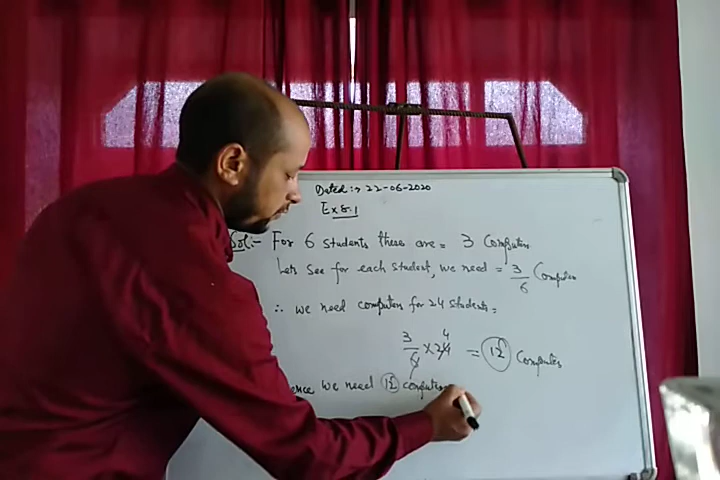 Dated:→ 22-06-2020
Ex 8.1
Sol:- For 6 students there are = 3 Computers
Lets See for each student, we need = 3/6 Computer
∴ we need computers for 24 students =
3/6 × 24 4 = 12 Computers
we need 12 computers